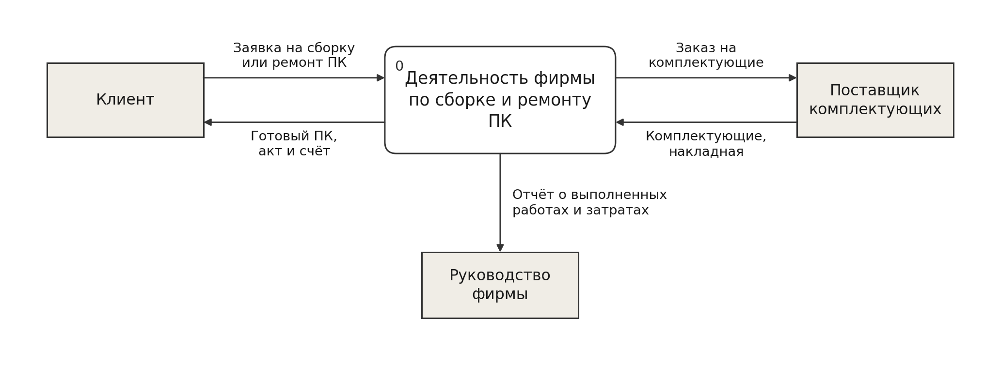 Заявка на сборку
или ремонт ПК
Заказ на
комплектующие
0
Клиент
Деятельность фирмы
по сборке и ремонту
ПК
Поставщик
комплектующих
Готовый ПК,
акт и счёт
Комплектующие,
накладная
Отчёт о выполненных
работах и затратах
Руководство
фирмы